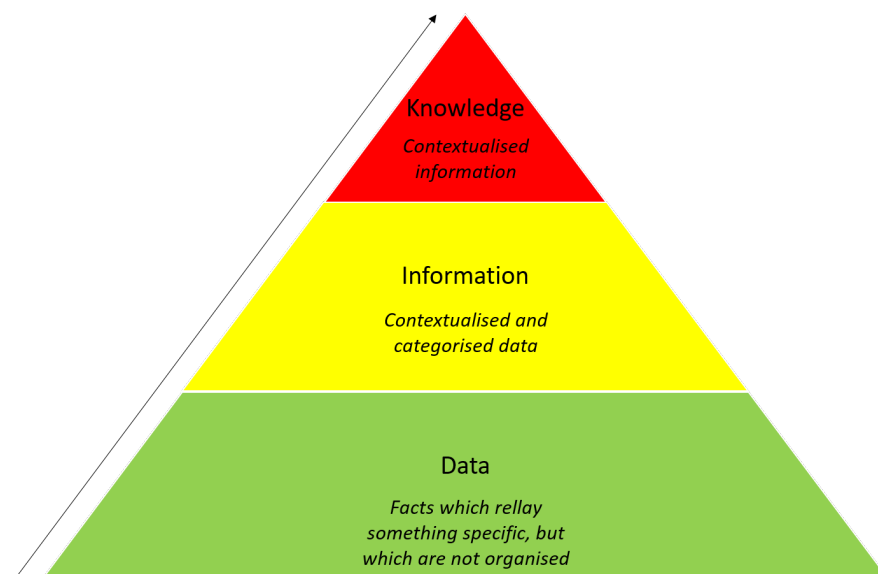 Knowledge
Contextualised
information
Information
Contextualised and
categorised data
Data
Facts which rellay
something specific, but
which are not organised